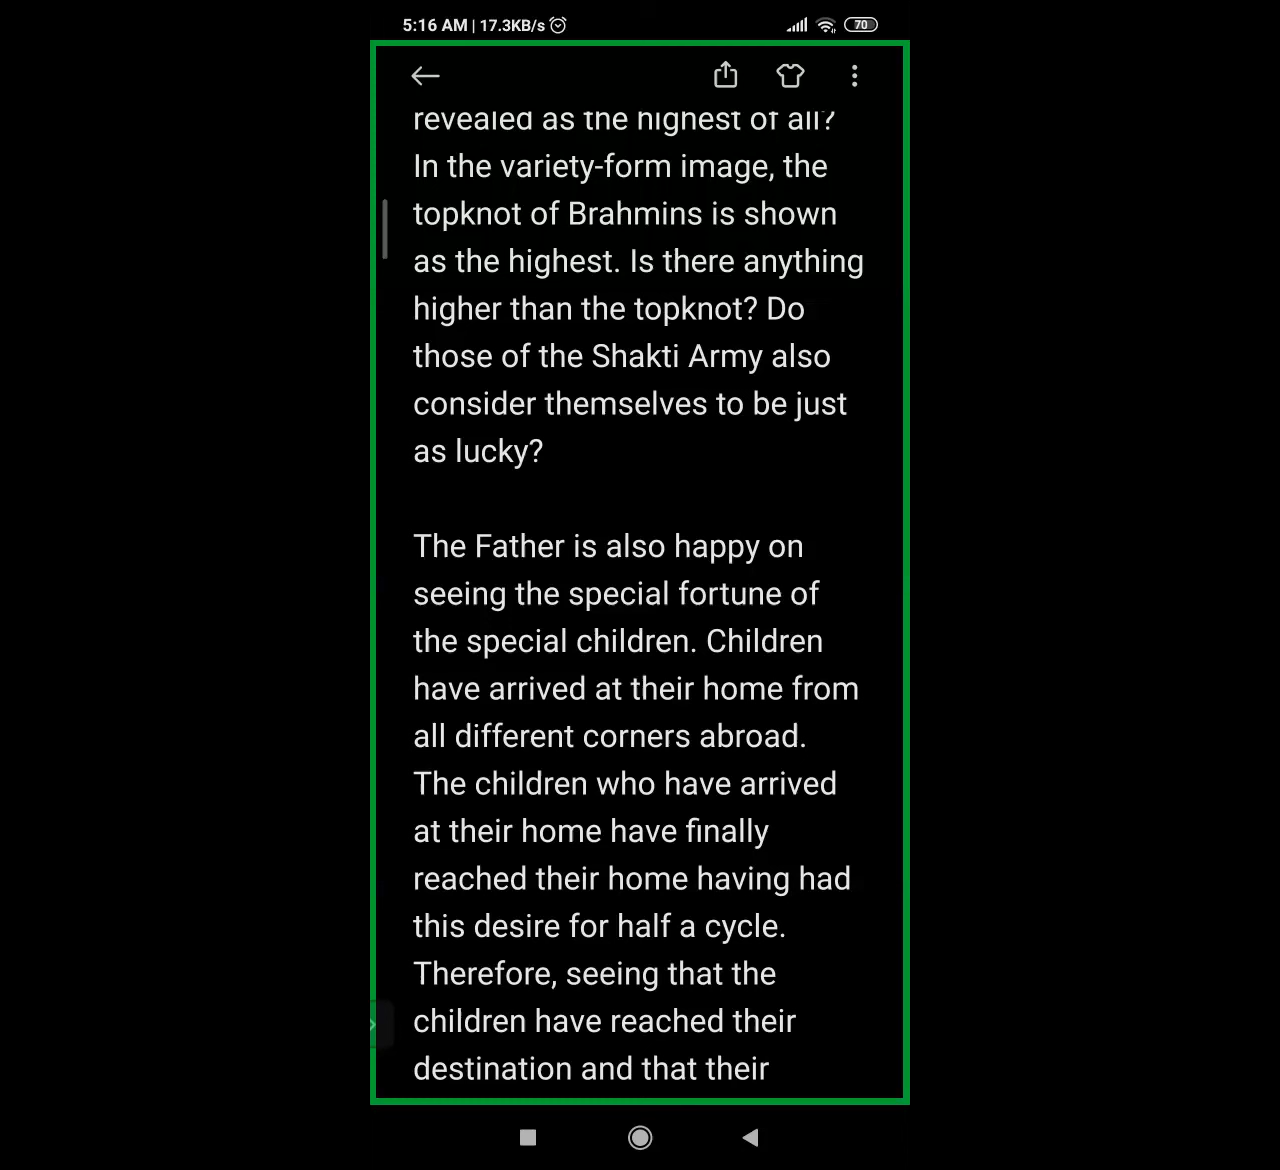 5:16 AM | 17.3KB/s
70
revealed as the highest of all?
In the variety-form image, the
topknot of Brahmins is shown
as the highest. Is there anything
higher than the topknot? Do
those of the Shakti Army also
consider themselves to be just
as lucky?
The Father is also happy on
seeing the special fortune of
the special children. Children
have arrived at their home from
all different corners abroad.
The children who have arrived
at their home have finally
reached their home having had
this desire for half a cycle.
Therefore, seeing that the
children have reached their
destination and that their